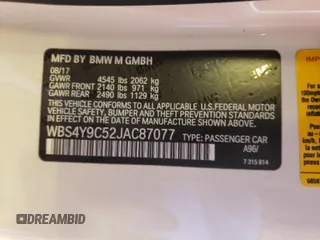 MFD BY BMW M GMBH
08/17
GVWR 4545 lbs 2062 kg
GAWR FRONT 2140 lbs 971 kg
GAWR REAR 2490 lbs 1129 kg
THIS VEHICLE CONFORMS TO ALL APPLICABLE
U.S. FEDERAL MOTOR VEHICLE SAFETY,
BUMPER, AND THEFT PREVENTION STANDARDS
IN EFFECT ON THE DATE OF MANUFACTURE
SHOWN ABOVE.
WBS4Y9C52JAC87077 TYPE: PASSENGER CAR
A96/
7 315 814
DREAMBID